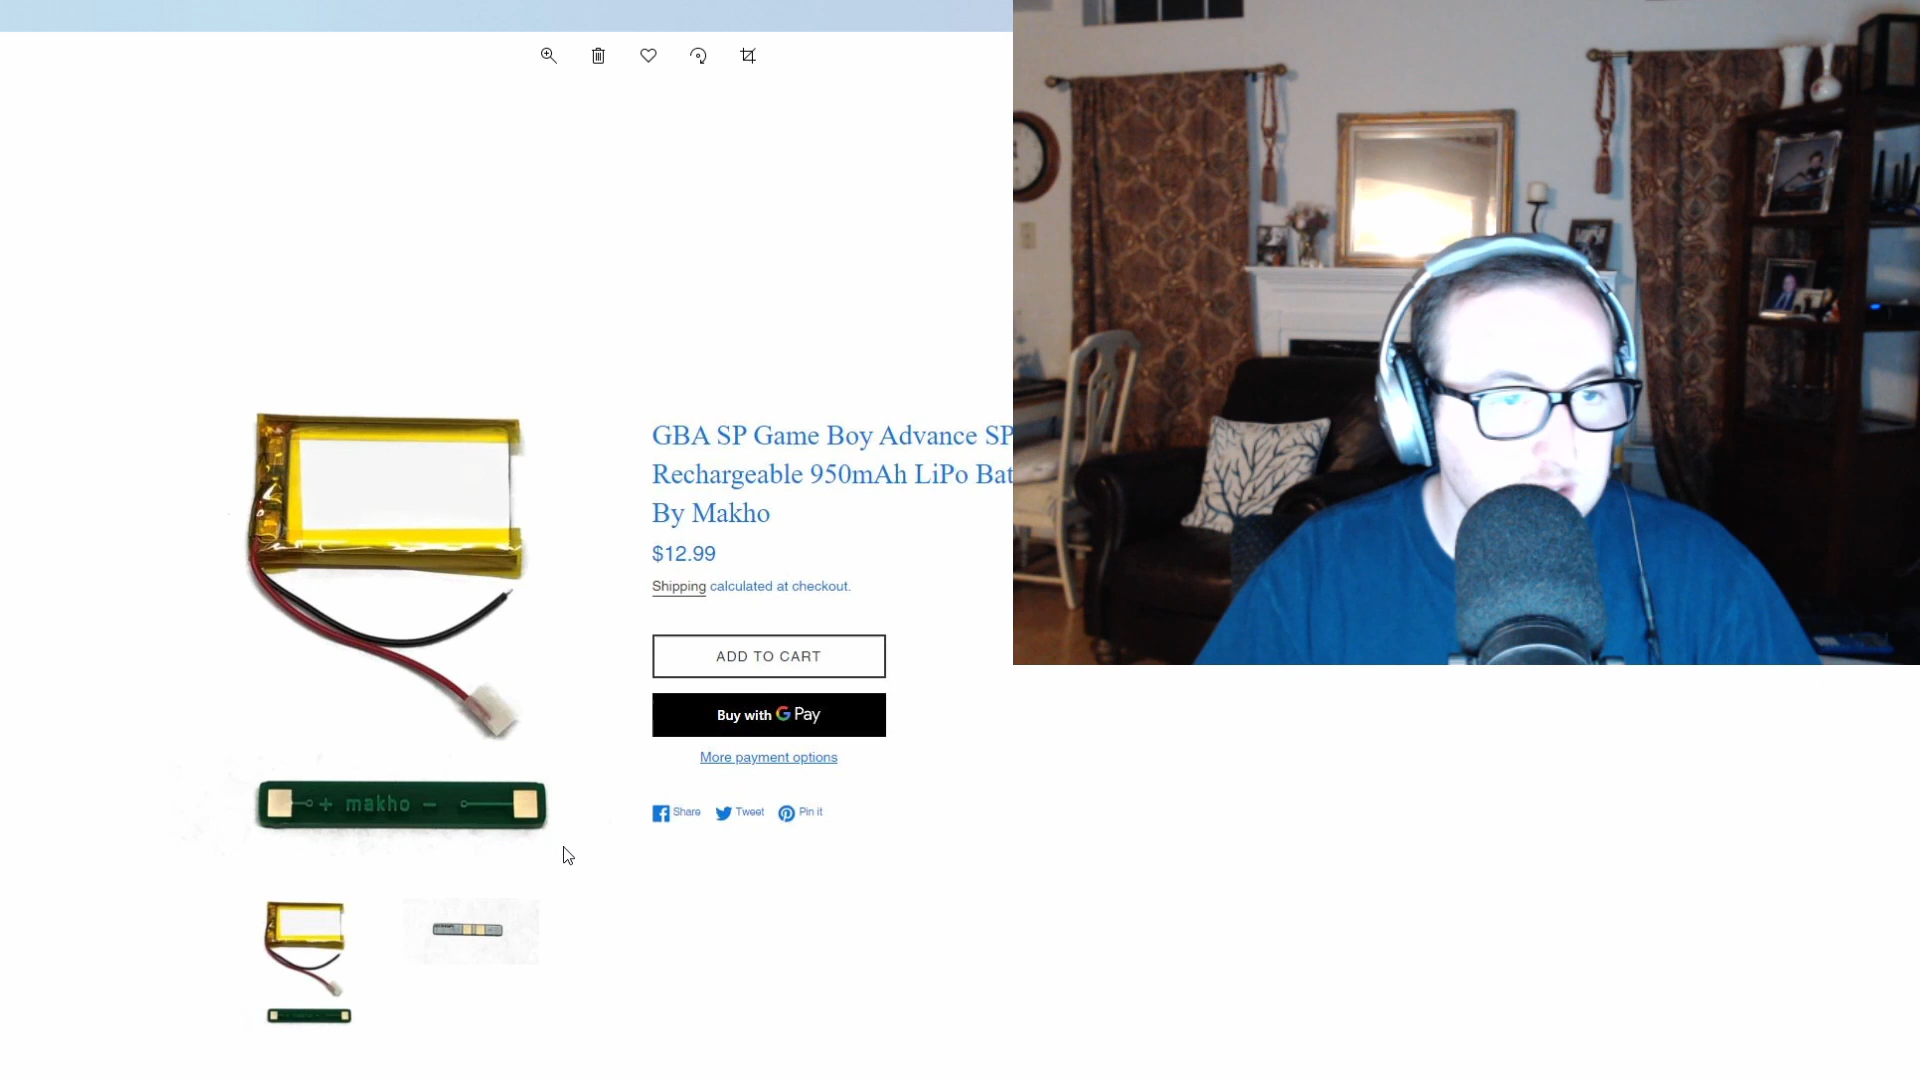 GBA SP Game Boy Advance SP
Rechargeable 950mAh LiPo Bat
By Makho
$12.99
Shipping calculated at checkout.
ADD TO CART
Buy with G Pay
More payment options
Share Tweet Pin it
+ makho −